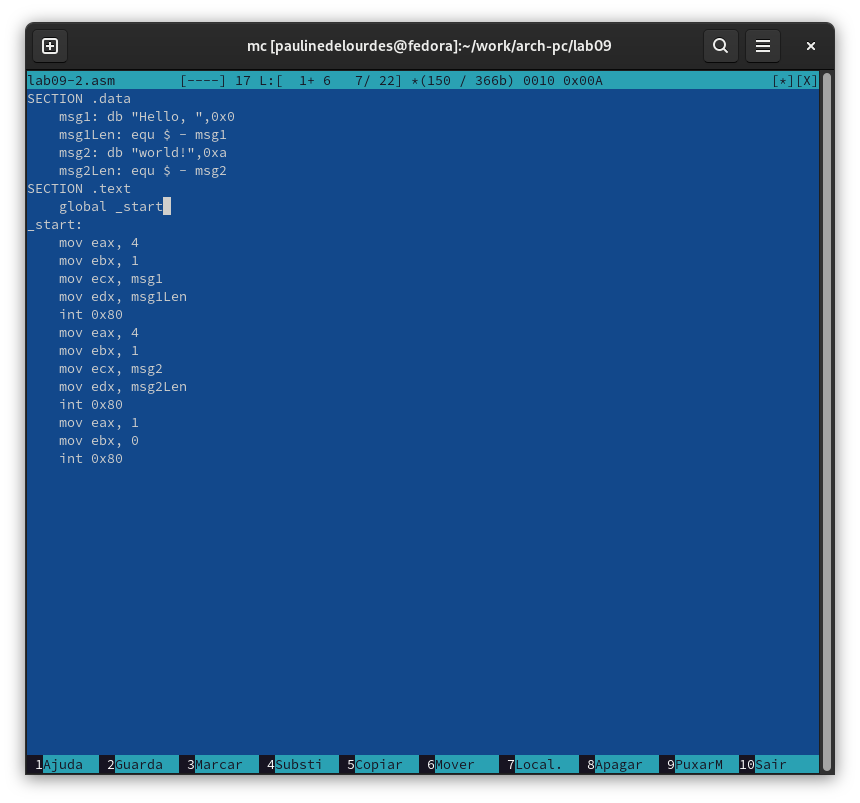 mc [paulinedelourdes@fedora]:~/work/arch-pc/lab09
lab09-2.asm        [----] 17 L:[  1+ 6   7/ 22] *(150 / 366b) 0010 0x00A                     [*][X]
SECTION .data
    msg1: db "Hello, ",0x0
    msg1Len: equ $ - msg1
    msg2: db "world!",0xa
    msg2Len: equ $ - msg2
SECTION .text
    global _start
_start:
    mov eax, 4
    mov ebx, 1
    mov ecx, msg1
    mov edx, msg1Len
    int 0x80
    mov eax, 4
    mov ebx, 1
    mov ecx, msg2
    mov edx, msg2Len
    int 0x80
    mov eax, 1
    mov ebx, 0
    int 0x80
 1Ajuda   2Guarda   3Marcar   4Substi   5Copiar   6Mover    7Local.   8Apagar   9PuxarM  10Sair